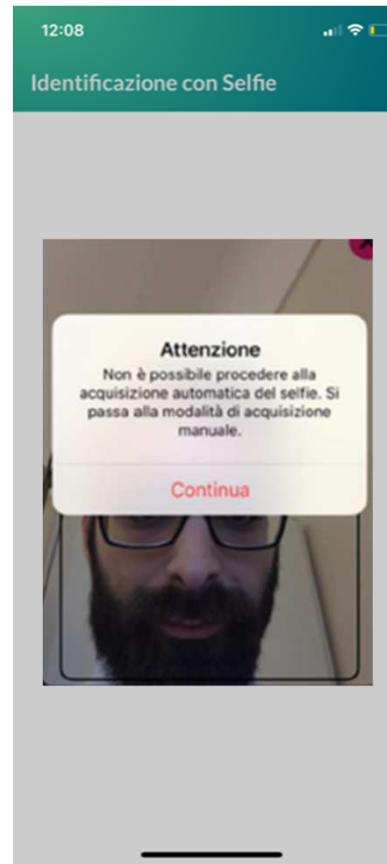 12:08
Identificazione con Selfie
Attenzione
Non è possibile procedere alla
acquisizione automatica del selfie. Si
passa alla modalità di acquisizione
manuale.
Continua